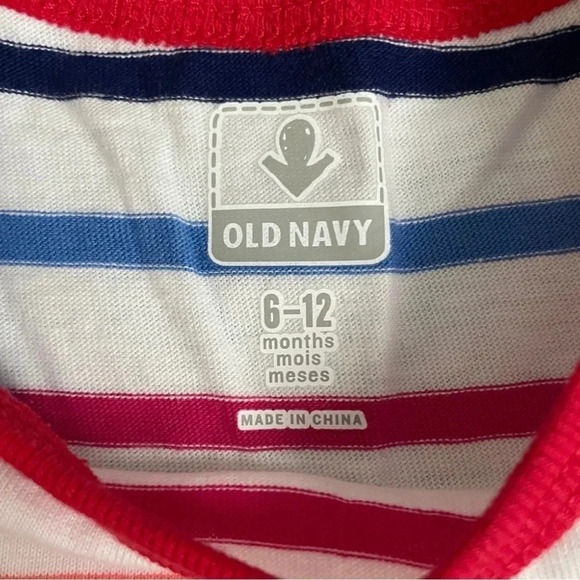 OLD NAVY
6-12
months
mois
meses
MADE IN CHINA